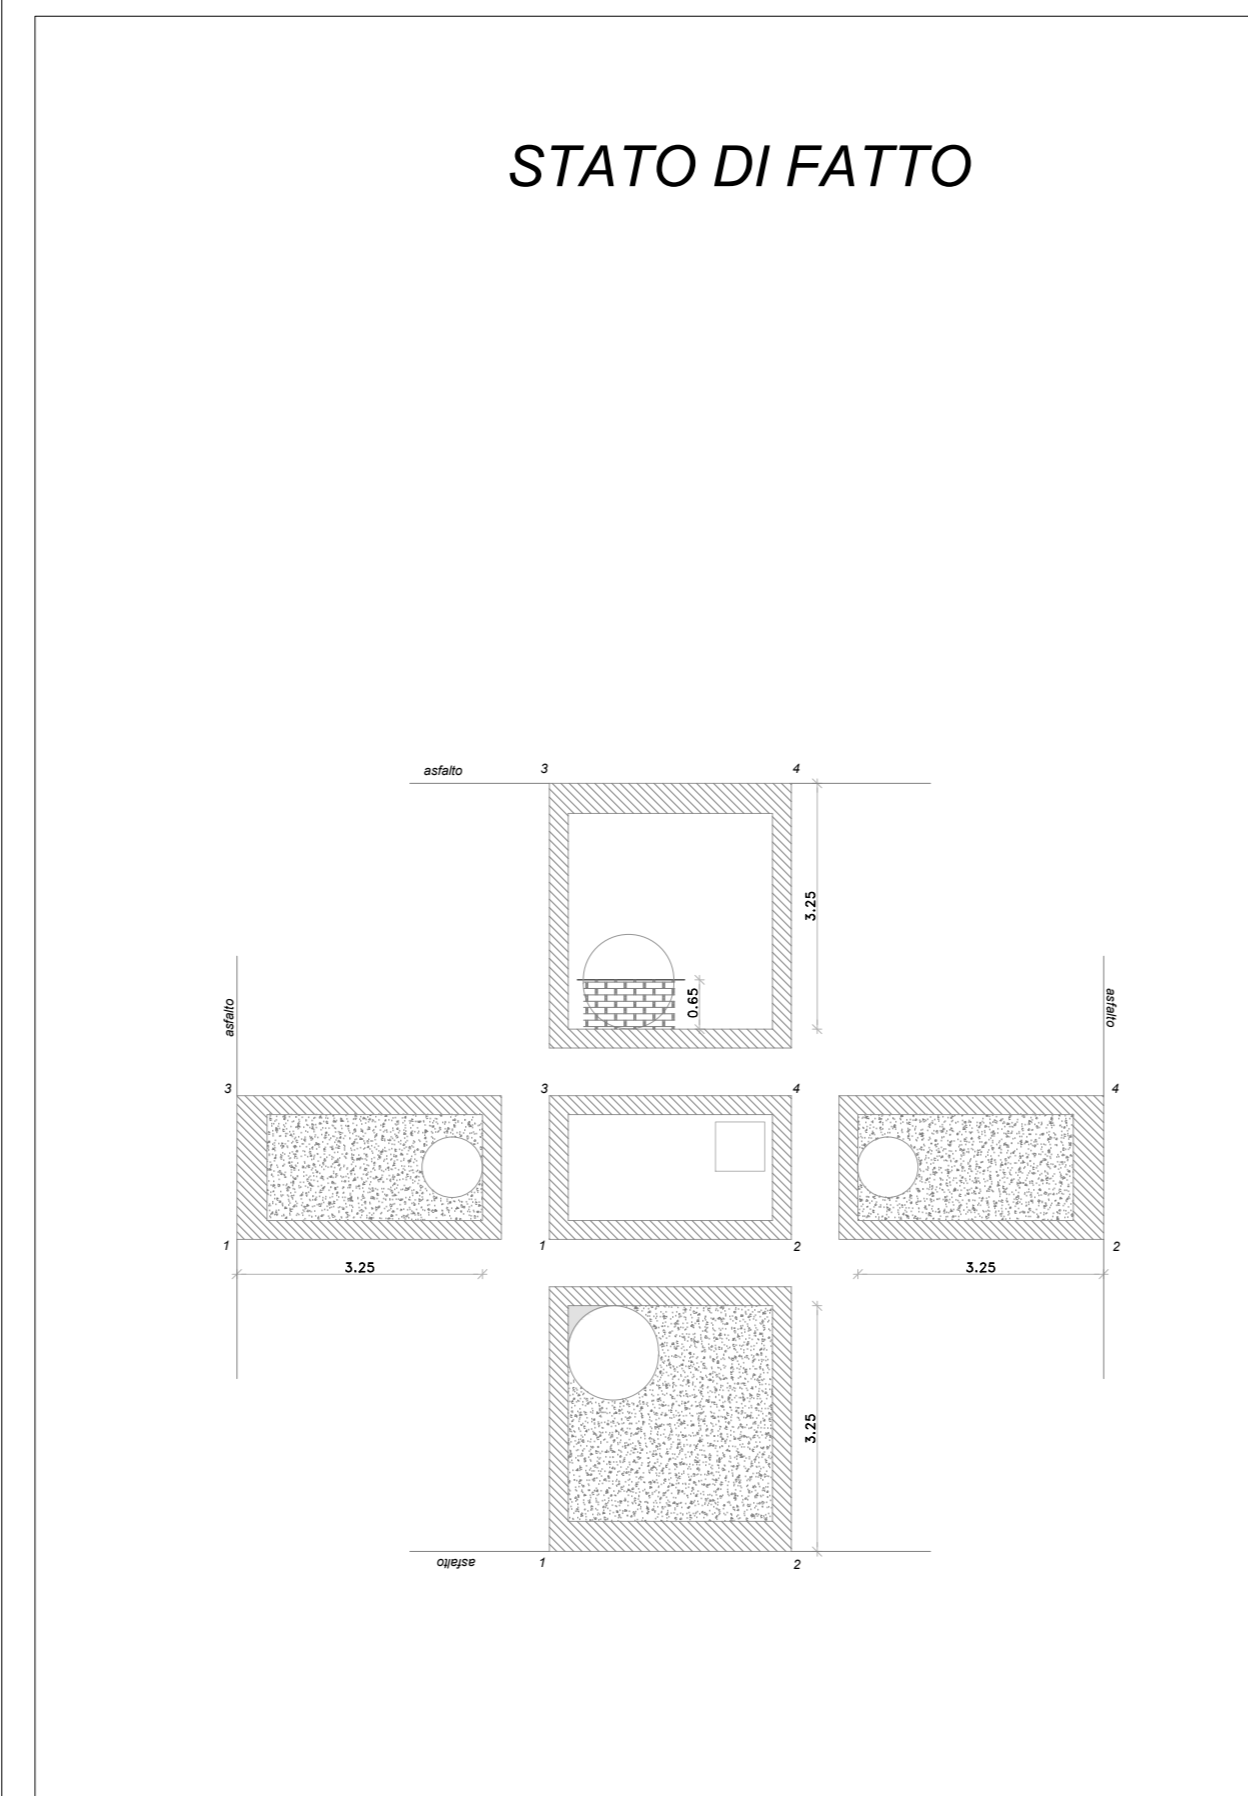 STATO DI FATTO
asfalto 3 4
3.25
0.65
asfalto
asfalto
3 3 4 4
1 1 2 2
3.25 3.25
3.25
asfalto 1 2